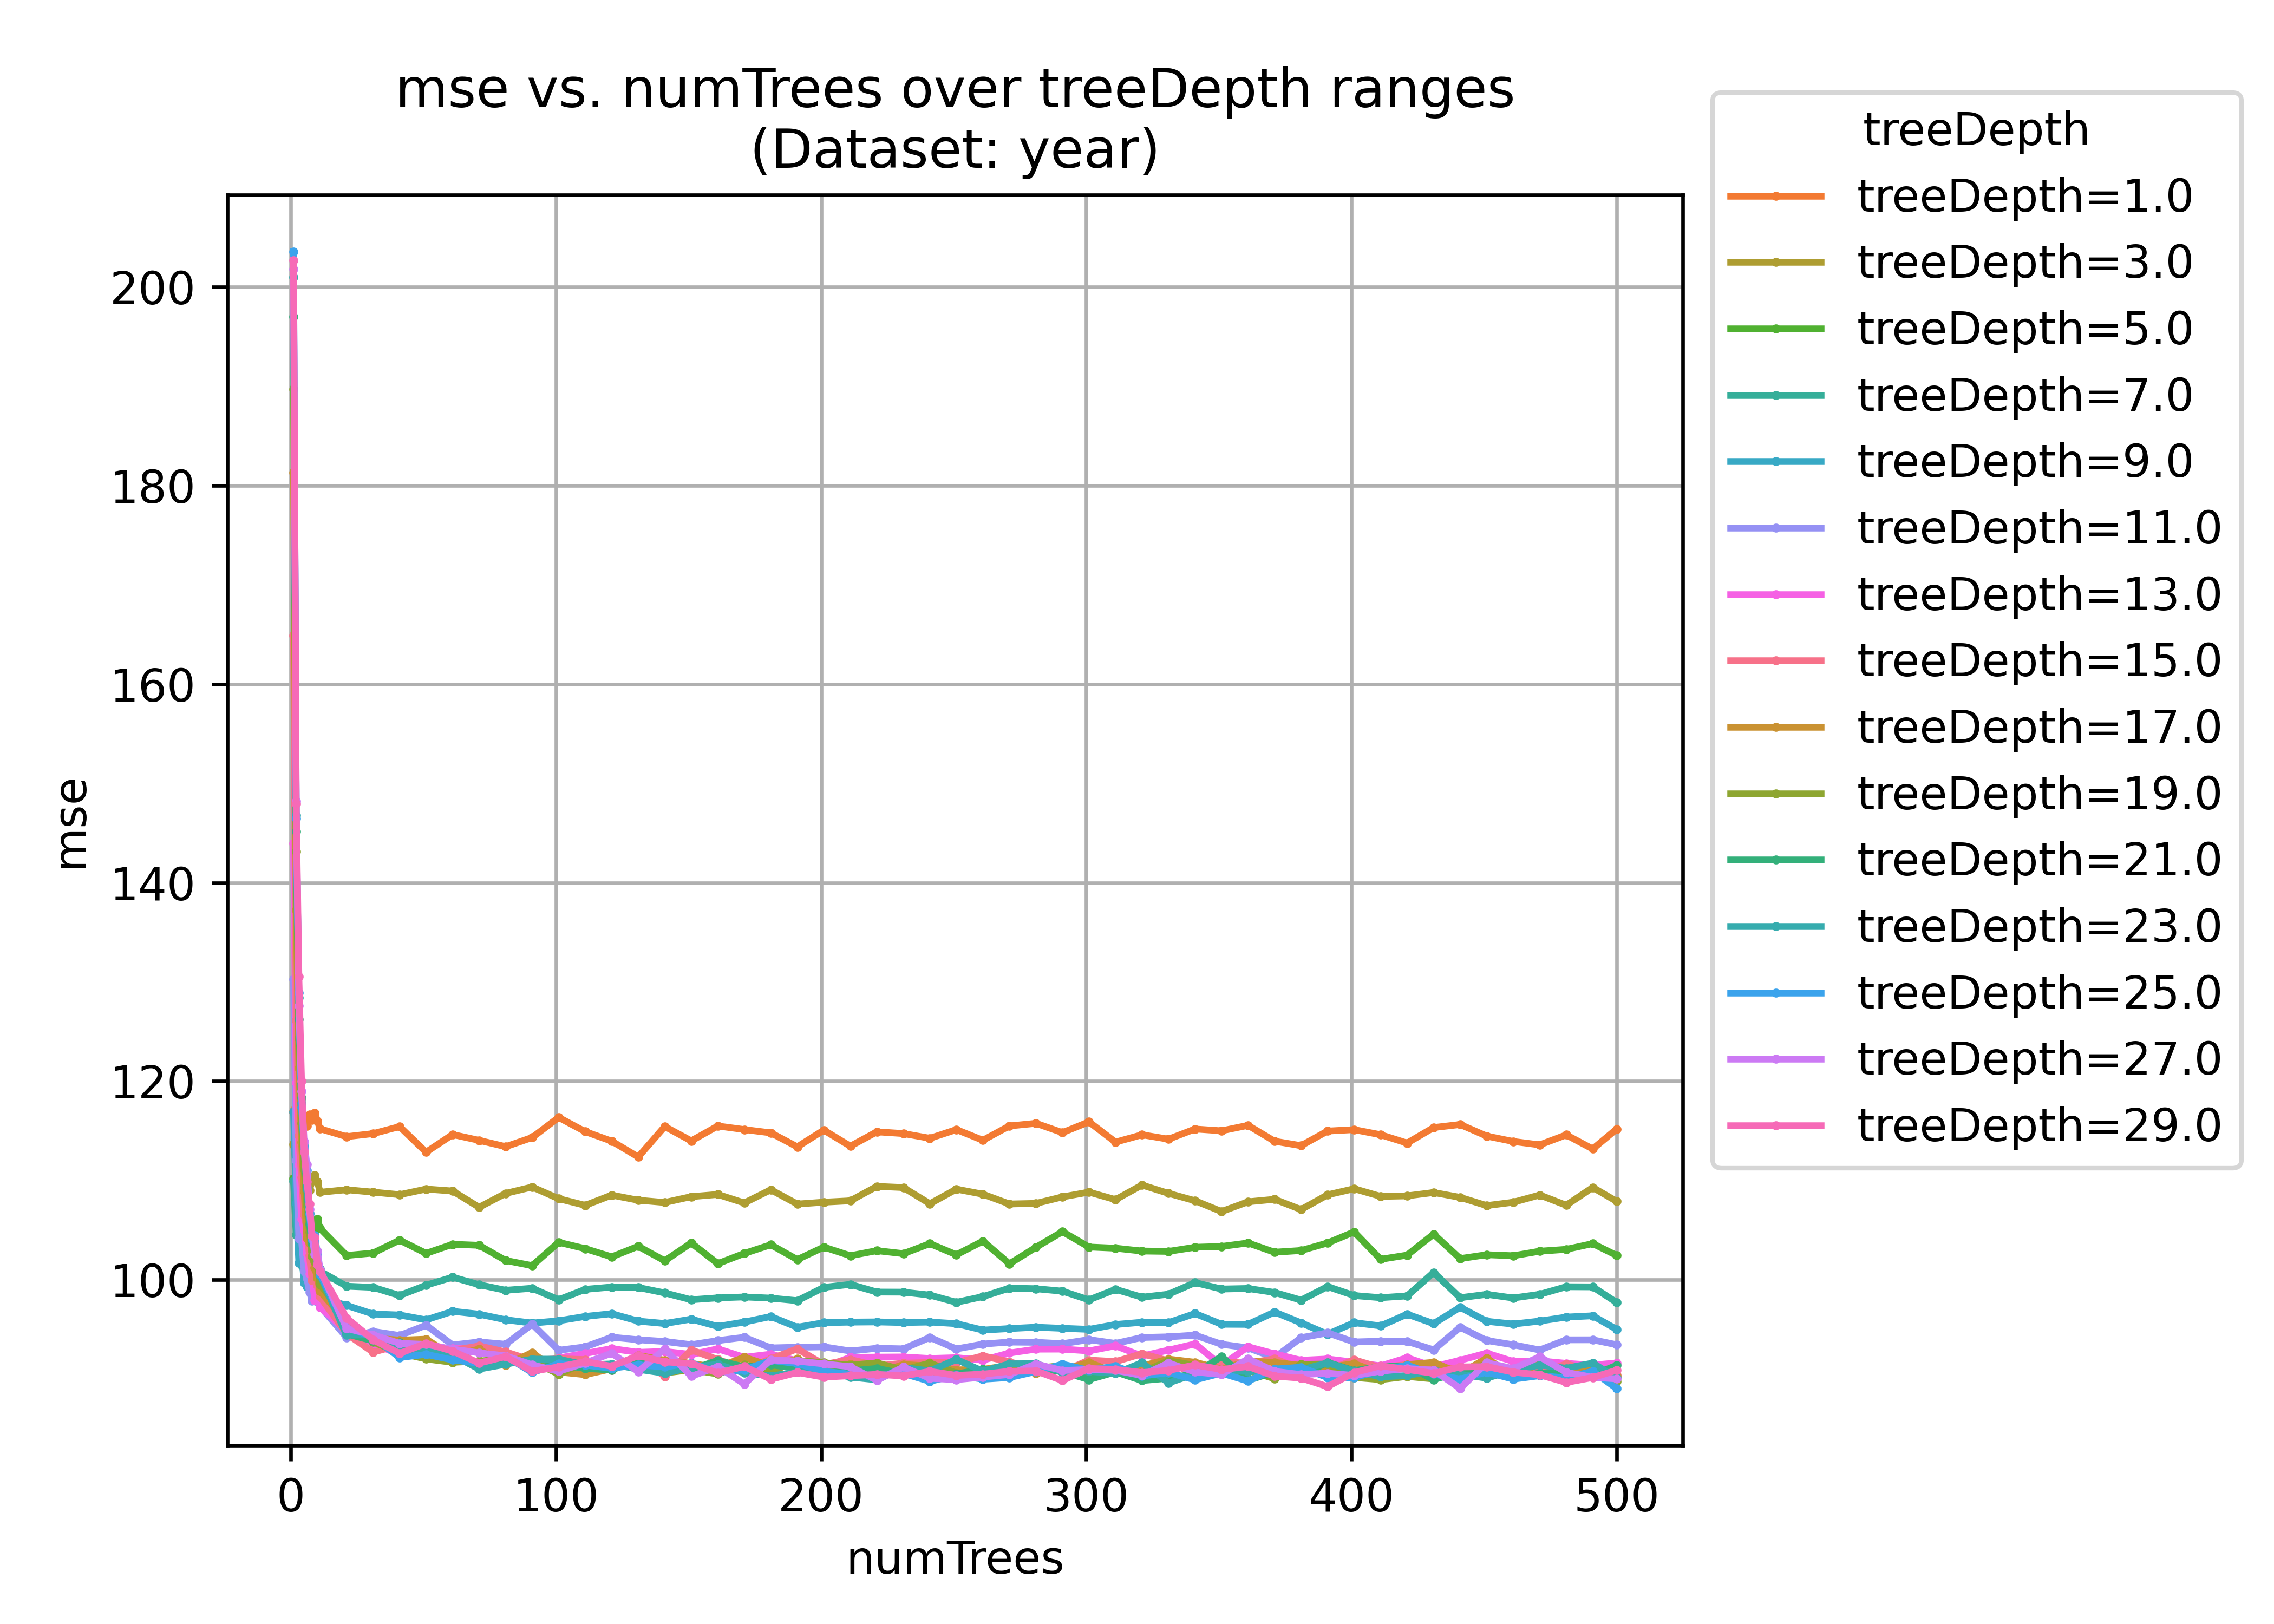 mse vs. numTrees over treeDepth ranges
(Dataset: year)
treeDepth
treeDepth=1.0
treeDepth=3.0
treeDepth=5.0
treeDepth=7.0
treeDepth=9.0
treeDepth=11.0
treeDepth=13.0
treeDepth=15.0
treeDepth=17.0
treeDepth=19.0
treeDepth=21.0
treeDepth=23.0
treeDepth=25.0
treeDepth=27.0
treeDepth=29.0
mse
200
180
160
140
120
100
0 100 200 300 400 500
numTrees